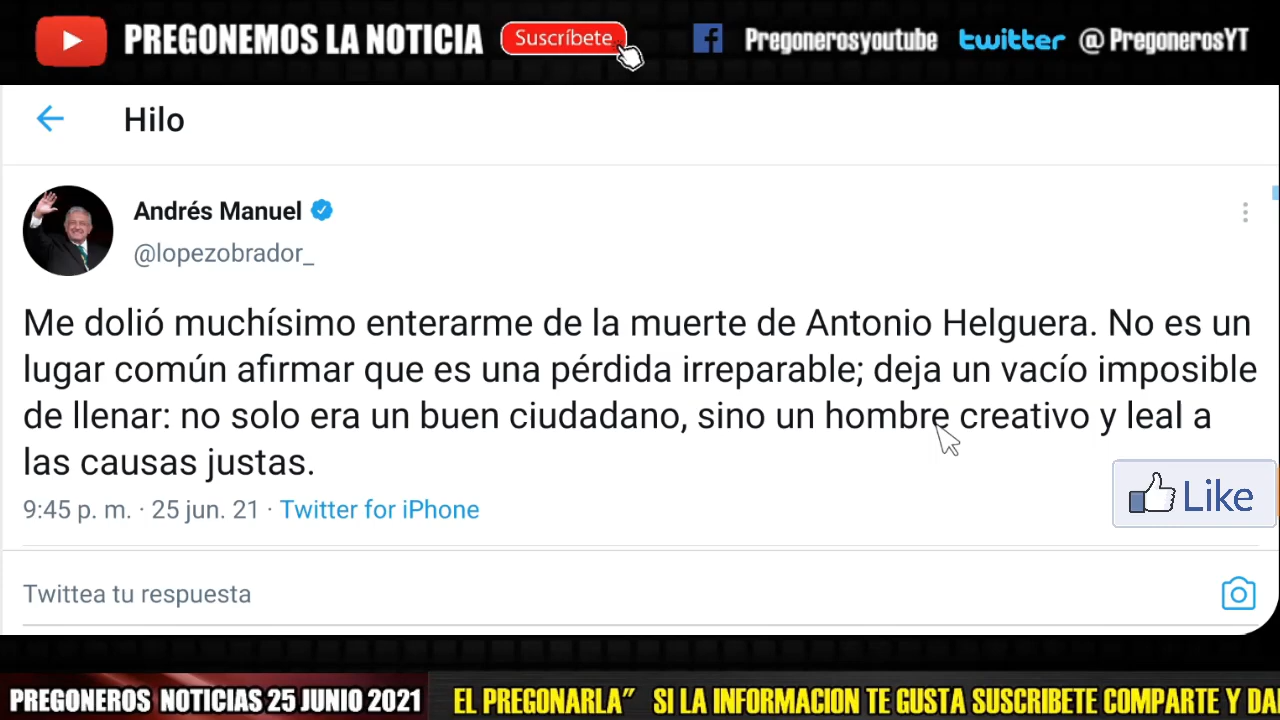 PREGONEMOS LA NOTICIA Suscríbete Pregonerosyoutube twitter @ PregonerosYT
Hilo
Andrés Manuel
@lopezobrador_
Me dolió muchísimo enterarme de la muerte de Antonio Helguera. No es un
lugar común afirmar que es una pérdida irreparable; deja un vacío imposible
de llenar: no solo era un buen ciudadano, sino un hombre creativo y leal a
las causas justas.
9:45 p. m. · 25 jun. 21 · Twitter for iPhone
Like
Twittea tu respuesta
PREGONEROS NOTICIAS 25 JUNIO 2021 EL PREGONARLA" SI LA INFORMACION TE GUSTA SUSCRIBETE COMPARTE Y DA